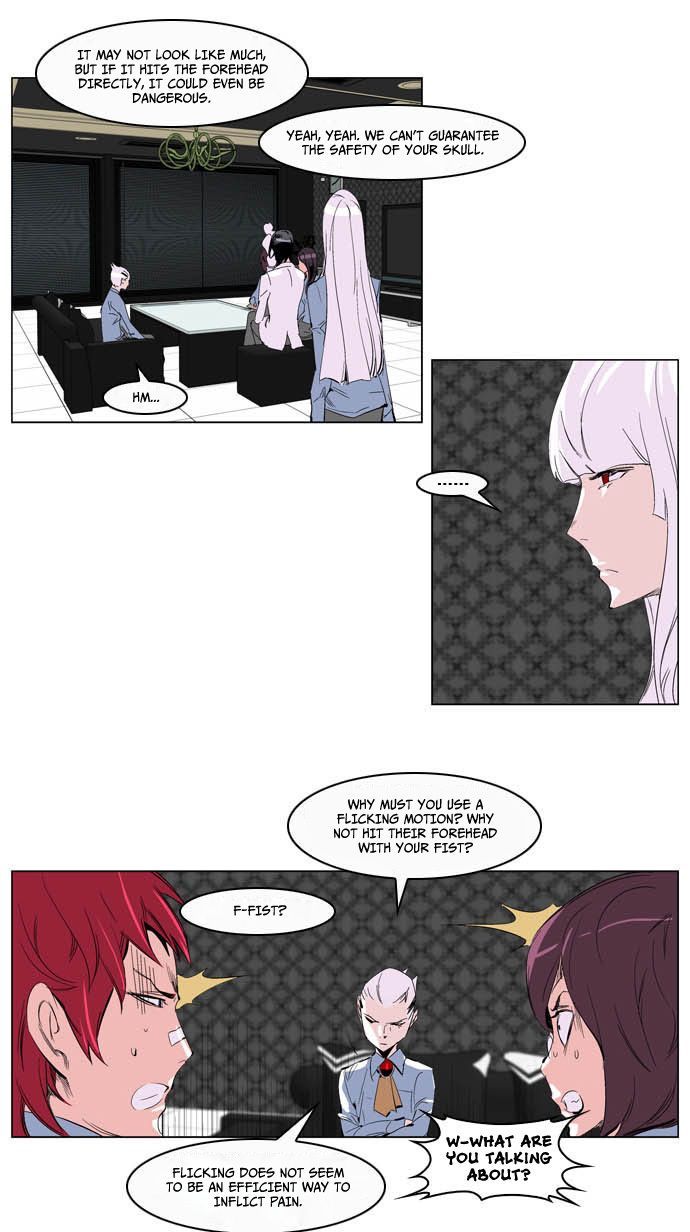 IT MAY NOT LOOK LIKE MUCH,
BUT IF IT HITS THE FOREHEAD
DIRECTLY, IT COULD EVEN BE
DANGEROUS.
YEAH, YEAH. WE CAN'T GUARANTEE
THE SAFETY OF YOUR SKULL.
HM...
------
WHY MUST YOU USE A
FLICKING MOTION? WHY
NOT HIT THEIR FOREHEAD
WITH YOUR FIST?
F-FIST?
FLICKING DOES NOT SEEM
TO BE AN EFFICIENT WAY TO
INFLICT PAIN.
W-WHAT ARE
YOU TALKING
ABOUT?